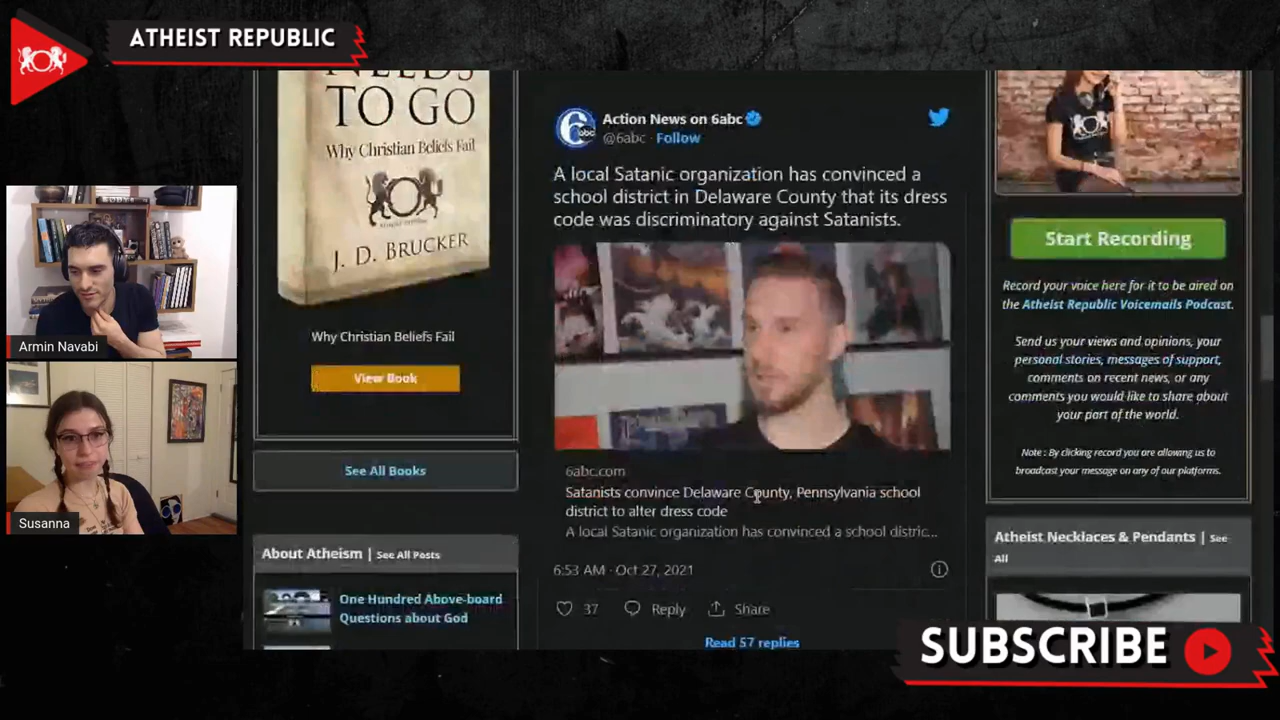 ATHEIST REPUBLIC
Armin Navabi
Susanna
NEEDS
TO GO
Why Christian Beliefs Fail
J. D. BRUCKER
Why Christian Beliefs Fail
View Book
See All Books
About Atheism | See All Posts
One Hundred Above-board
Questions about God
Action News on 6abc
@6abc · Follow
A local Satanic organization has convinced a
school district in Delaware County that its dress
code was discriminatory against Satanists.
6abc.com
Satanists convince Delaware County, Pennsylvania school
district to alter dress code
A local Satanic organization has convinced a school distric...
6:53 AM · Oct 27, 2021
37 Reply Share
Read 57 replies
Start Recording
Record your voice here for it to be aired on
the Atheist Republic Voicemails Podcast.
Send us your views and opinions, your
personal stories, messages of support,
comments on recent news, or any
comments you would like to share about
your part of the world.
Note : By clicking record you are allowing us to
broadcast your message on any of our platforms.
Atheist Necklaces & Pendants | See
All
SUBSCRIBE